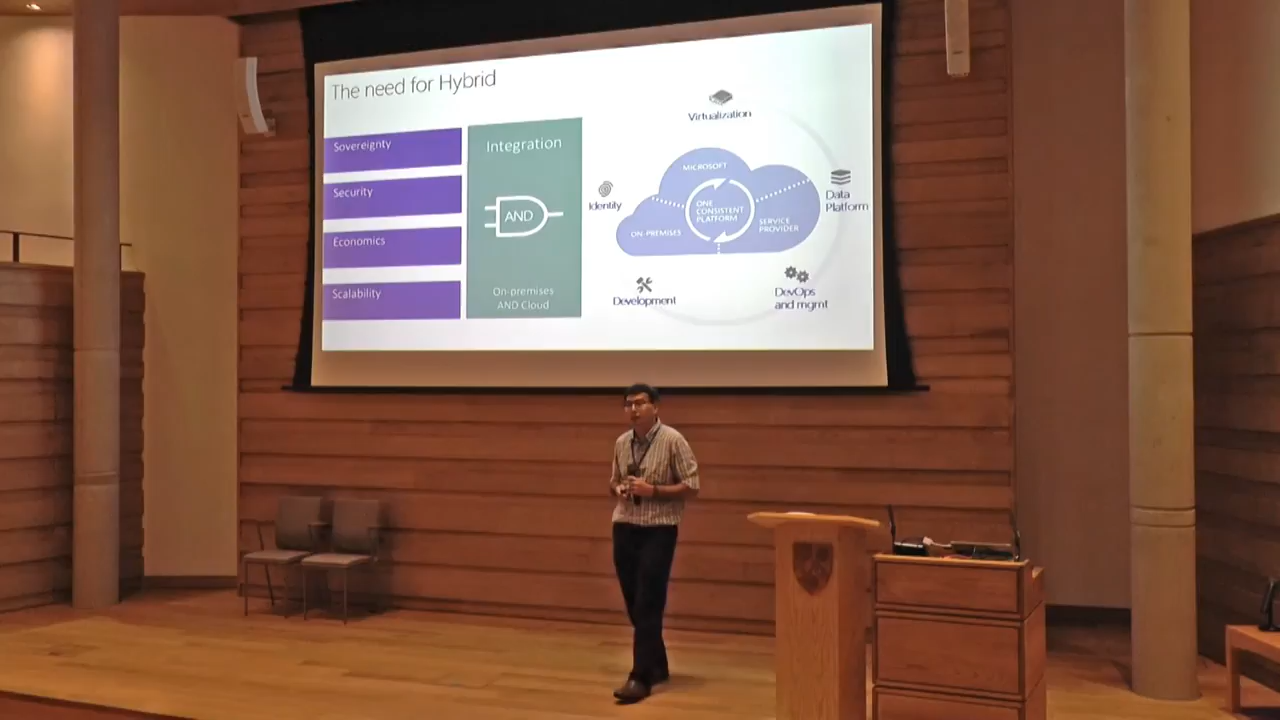 The need for Hybrid
Sovereignty
Security
Economics
Scalability
Integration
AND
On-premises
AND Cloud
Virtualization
Identity
Data
Platform
MICROSOFT
ONE
CONSISTENT
PLATFORM
ON-PREMISES
SERVICE
PROVIDER
Development
DevOps
and mgmt